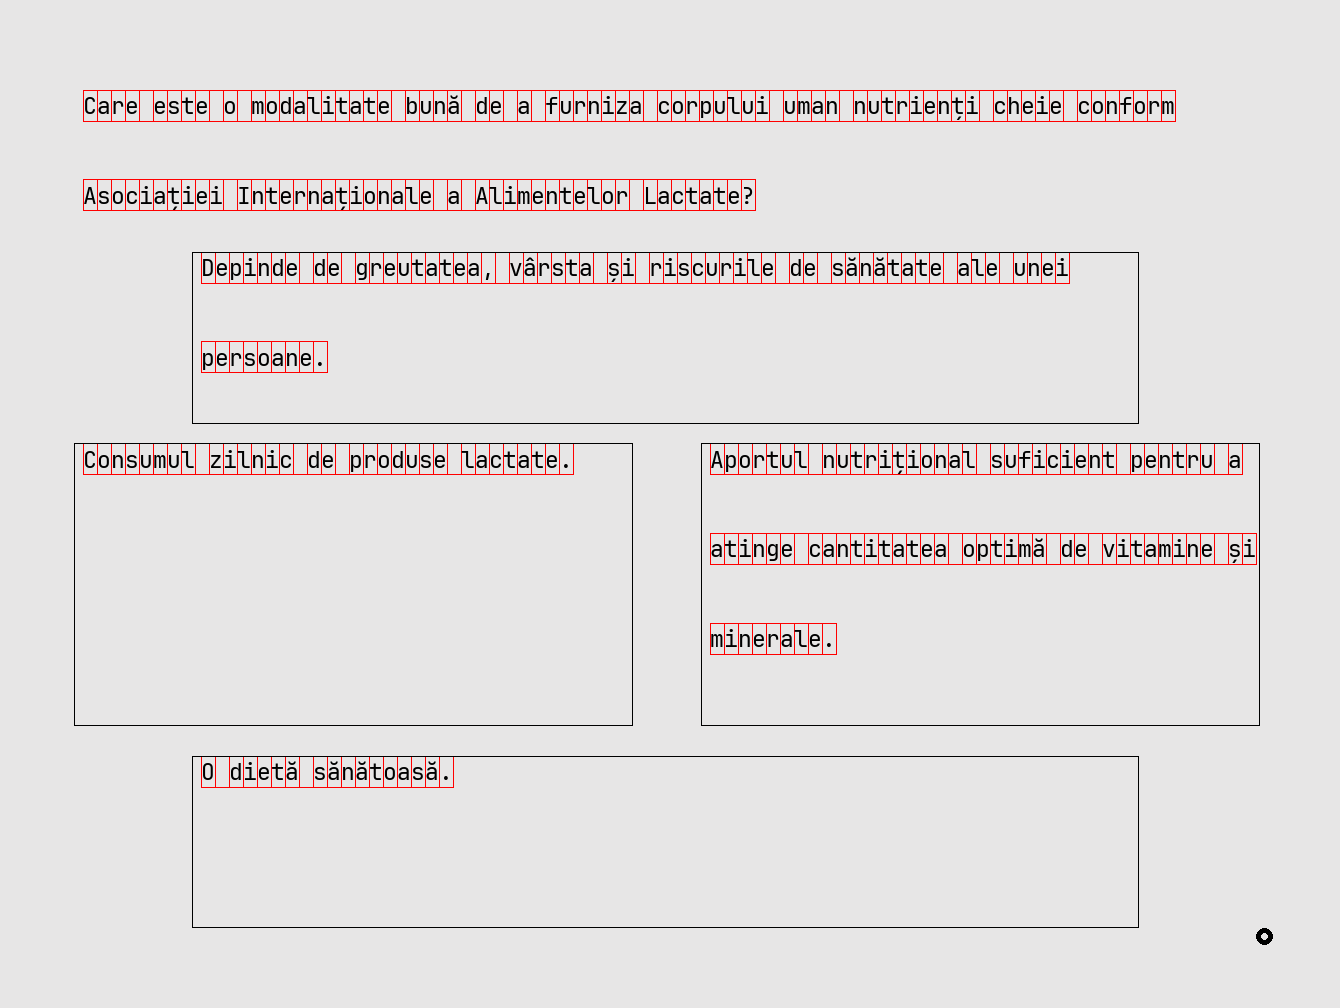 Care este o modalitate bună de a furniza corpului uman nutrienți cheie conform
Asociației Internaționale a Alimentelor Lactate?
Depinde de greutatea, vârsta și riscurile de sănătate ale unei
persoane.
Consumul zilnic de produse lactate.
Aportul nutrițional suficient pentru a
atinge cantitatea optimă de vitamine și
minerale.
O dietă sănătoasă.